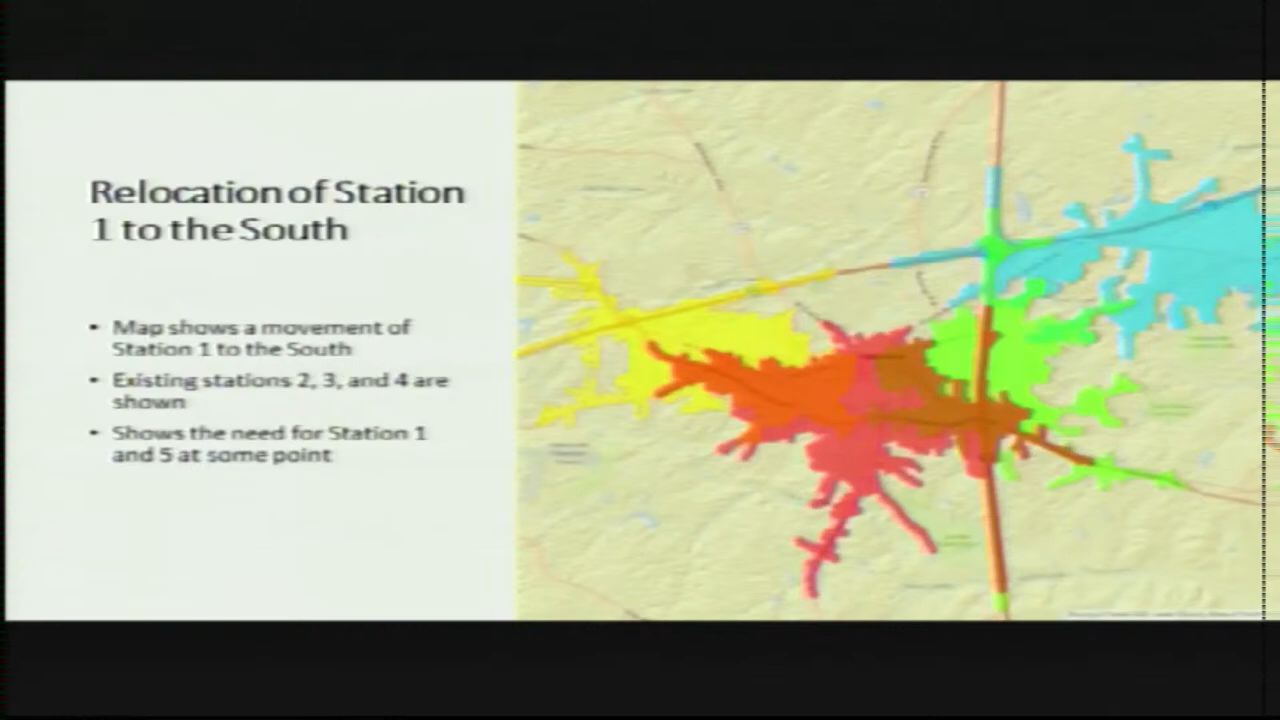 Relocation of Station
1 to the South
• Map shows a movement of
Station 1 to the South
• Existing stations 2, 3, and 4 are
shown
• Shows the need for Station 1
and 5 at some point